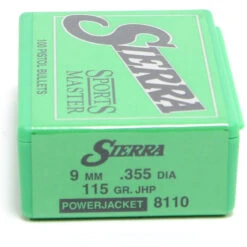 100 PISTOL BULLETS
SPORTS
MASTER
SIERRA
SIERRA
9 MM .355 DIA
115 GR. JHP
POWERJACKET 8110